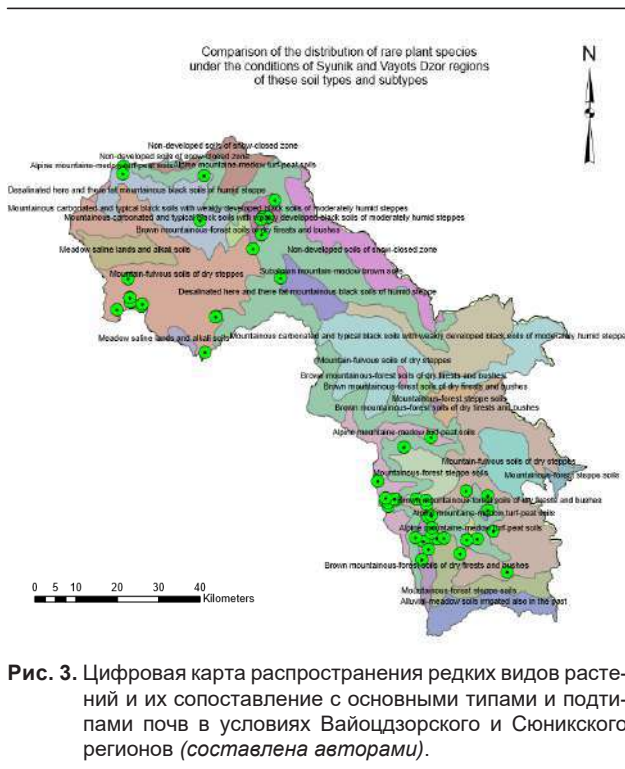 Comparison of the distribution of rare plant species
under the conditions of Syunik and Vayots Dzor regions
of these soil types and subtypes
N
Non-developed soils of snow-closed zone
Non-developed soils of snow-closed zone
Alpine mountaine-medow turf-peat soils
Desalinated here and there fat mountainous black soils of humid steppe
Mountainous carbonated and typical black soils with weakly developed black soils of moderately humid steppes
Mountainous-carbonated and typical black soils with weakly developed-black soils of moderately humid steppes
Brown mountainous-forest soils of dry firests and bushes
Meadow saline lands and alkali soils
Non-developed soils of snow-closed zone
Mountain-fulvous soils of dry steppes
Subalpian mountain-medow brown soils
Desalinated here and there fat mountainous-black soils of humid steppe
Meadow saline lands and alkali soils
Mountainous carbonated and typical black soils with weakly developed black soils of moderately humid steppe
Mountain-fulvous soils of dry steppes
Brown mountainous-forest soils of dry firests and bushes
Brown mountainous-forest soils of dry firests and bushes
Mountainous-forest steppe soils
Brown mountainous-forest soils of dry firests and bushes
Alpine mountaine-medow turf-peat soils
Mountain-fulvous soils of dry steppes
Mountainous-forest steppe soils
Mountainous-forest steppe soils
Brown mountainous-forest soils of dry firests and bushes
Alpine mountaine-medow turf-peat soils
Alpine mountaine-medow turf-peat soils
Brown mountainous-forest soils of dry firests and bushes
Mountainous-forest steppe soils
Alluvial-meadow soils irrigated also in the past
0 5 10 20 30 40
Kilometers
Рис. 3. Цифровая карта распространения редких видов расте-
ний и их сопоставление с основными типами и подти-
пами почв в условиях Вайоцдзорского и Сюникского
регионов (составлена авторами).